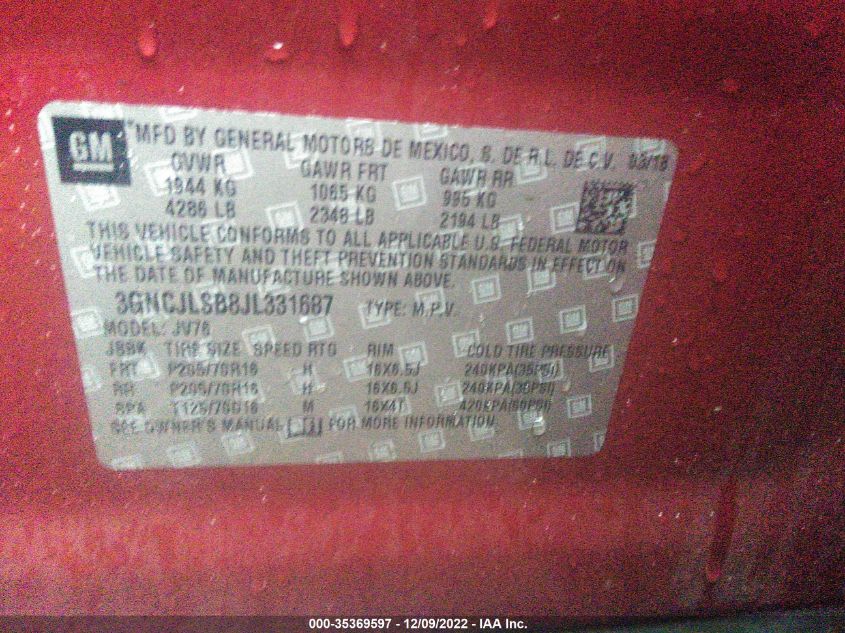 GM
*MFD BY GENERAL MOTORS DE MEXICO, S. DE R.L. DE C.V. 03/18
GVWR GAWR FRT GAWR RR
1944 KG 1065 KG 995 KG
4286 LB 2348 LB 2194 LB
THIS VEHICLE CONFORMS TO ALL APPLICABLE U.S. FEDERAL MOTOR
VEHICLE SAFETY AND THEFT PREVENTION STANDARDS IN EFFECT ON
THE DATE OF MANUFACTURE SHOWN ABOVE.
3GNCJLSB8JL331687 TYPE: M.P.V.
MODEL: JV76
TIRE SIZE SPEED RTG RIM COLD TIRE PRESSURE
FRT P205/70R16 H 16X6.5J 240KPA(35PSI)
RR P205/70R16 H 16X6.5J 240KPA(35PSI)
SPA T125/70D16 M 16X4T 420KPA(60PSI)
SEE OWNER'S MANUAL FOR MORE INFORMATION.
000-35369597 - 12/09/2022 - IAA Inc.